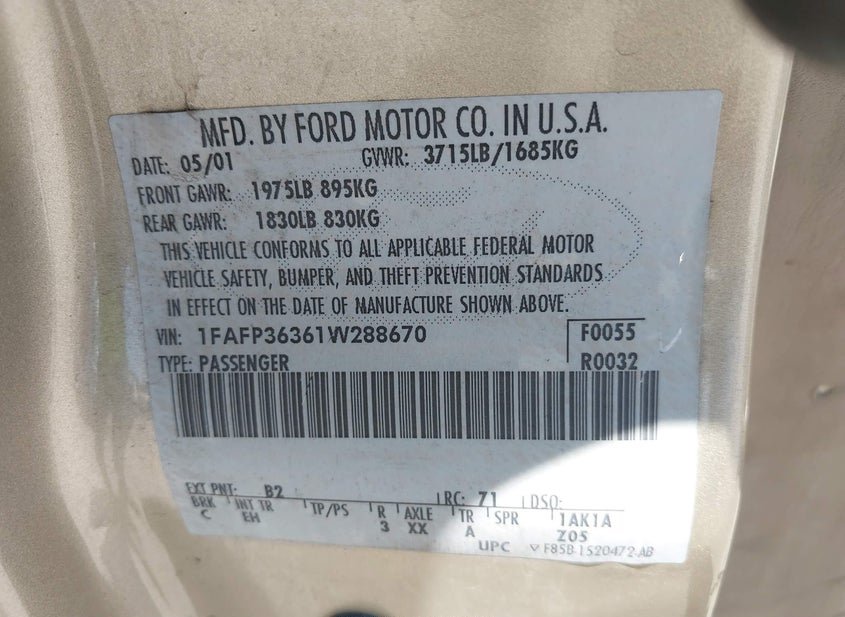 MFD. BY FORD MOTOR CO. IN U.S.A.
DATE: 05/01 GVWR: 3715LB/1685KG
FRONT GAWR: 1975LB 895KG
REAR GAWR: 1830LB 830KG
THIS VEHICLE CONFORMS TO ALL APPLICABLE FEDERAL MOTOR
VEHICLE SAFETY, BUMPER, AND THEFT PREVENTION STANDARDS
IN EFFECT ON THE DATE OF MANUFACTURE SHOWN ABOVE.
VIN: 1FAFP36361W288670 F0055
TYPE: PASSENGER R0032
EXT PNT: B2 RC: 71 DSO:
BRK INT TR TP/PS R AXLE TR SPR 1AK1A
C EH 3 XX A Z05
UPC F85B-1520472-AB